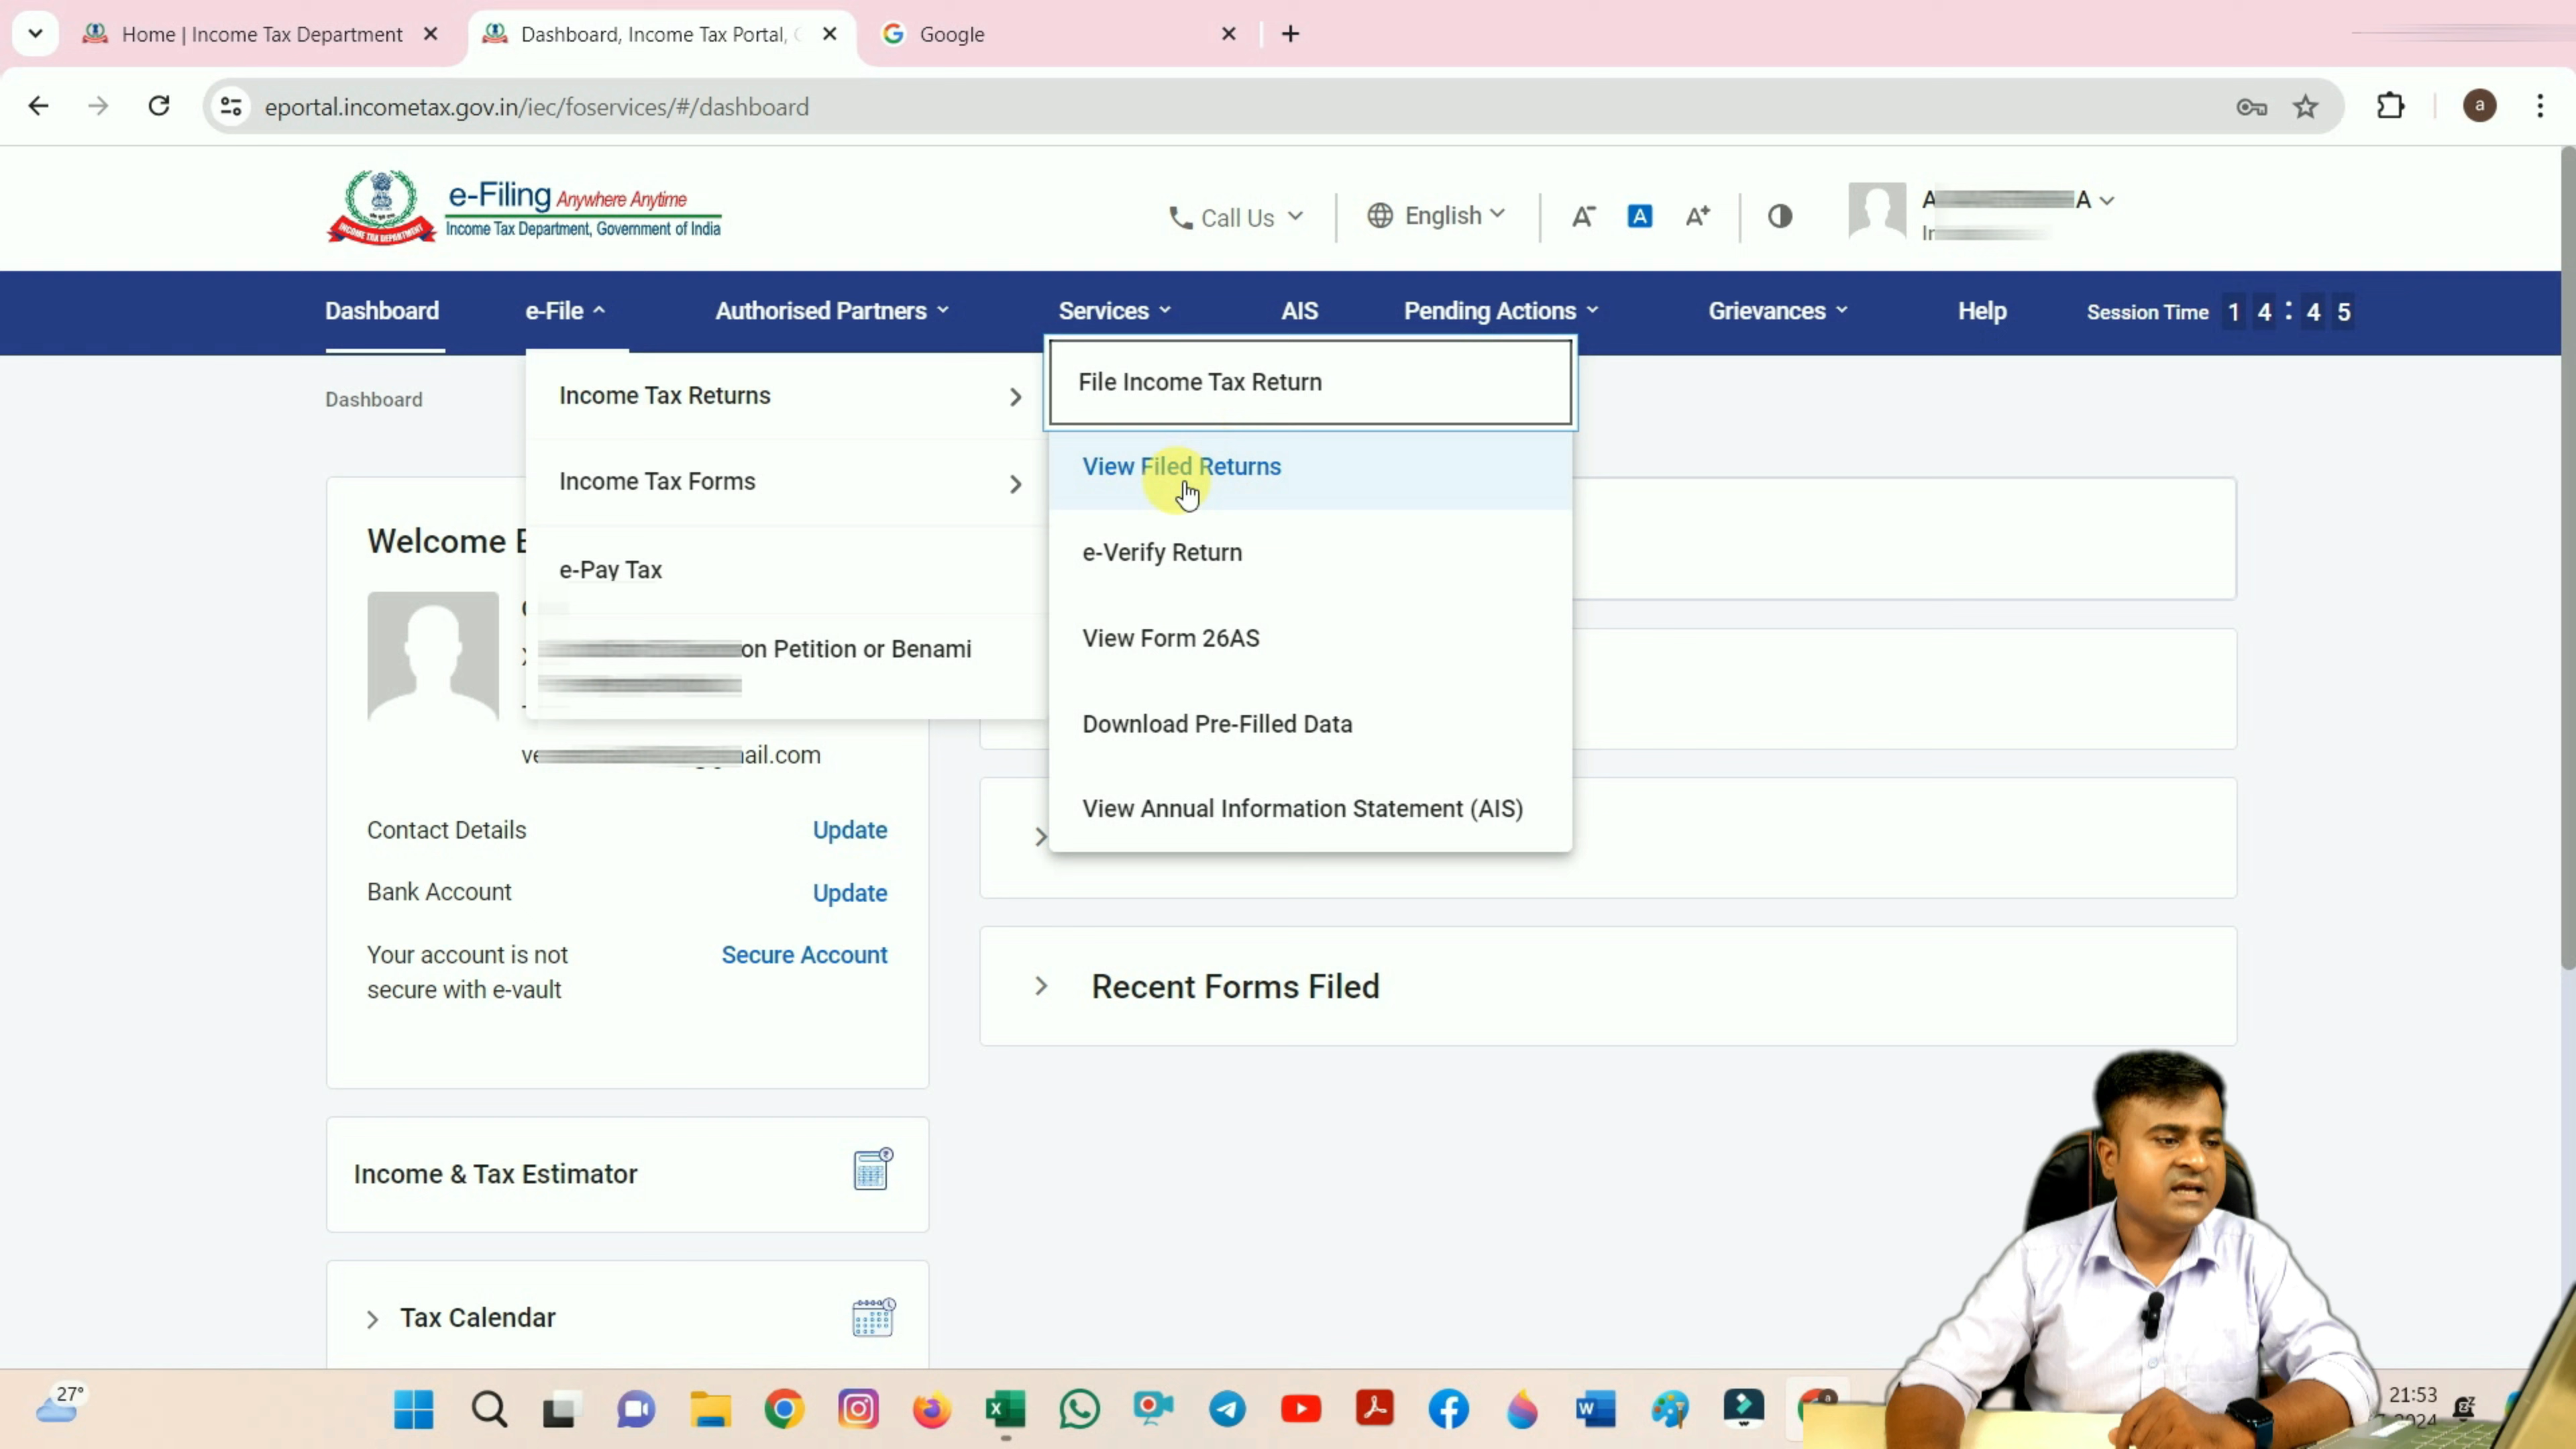 Home | Income Tax Department
Dashboard, Income Tax Portal,
Google
eportal.incometax.gov.in/iec/foservices/#/dashboard
a
e-Filing Anywhere Anytime
Income Tax Department, Government of India
INCOME TAX DEPARTMENT
Call Us
English
A-
A
A+
A A
Dashboard
e-File
Authorised Partners
Services
AIS
Pending Actions
Grievances
Help
Session Time 1 4 : 4 5
Dashboard
Income Tax Returns
Income Tax Forms
e-Pay Tax
on Petition or Benami
File Income Tax Return
View Filed Returns
e-Verify Return
View Form 26AS
Download Pre-Filled Data
View Annual Information Statement (AIS)
Welcome
ail.com
Contact Details
Update
Bank Account
Update
Your account is not
secure with e-vault
Secure Account
Recent Forms Filed
Income & Tax Estimator
Tax Calendar
27°
21:53
2024